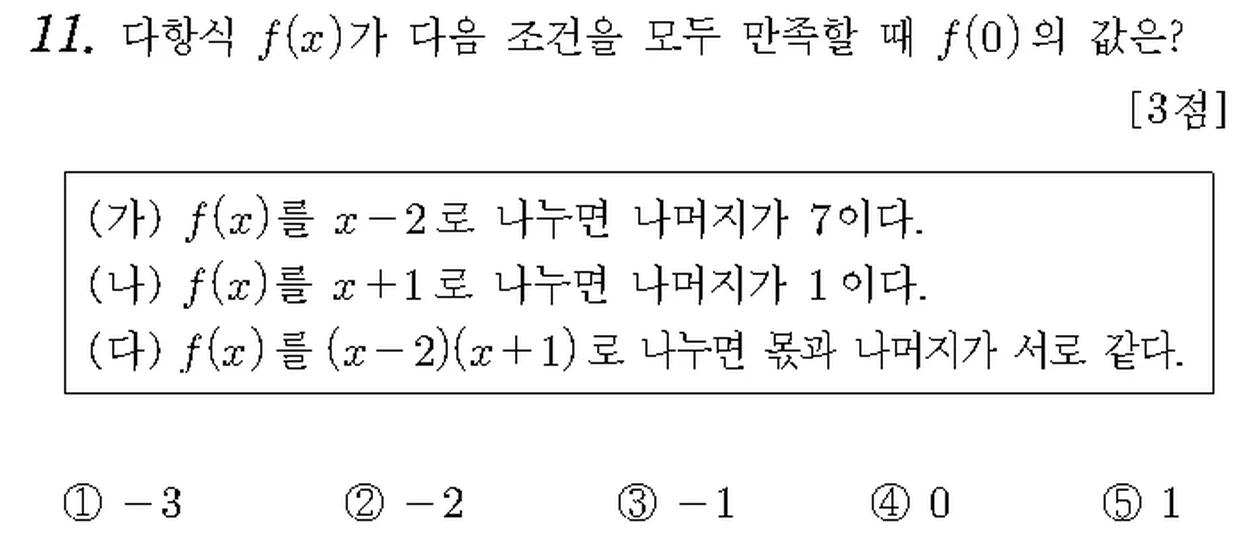 11. 다항식 f(x)가 다음 조건을 모두 만족할 때 f(0)의 값은?
[3점]
(가) f(x)를 x-2로 나누면 나머지가 7이다.
(나) f(x)를 x+1로 나누면 나머지가 1이다.
(다) f(x)를 (x-2)(x+1)로 나누면 몫과 나머지가 서로 같다.
① -3 ② -2 ③ -1 ④ 0 ⑤ 1